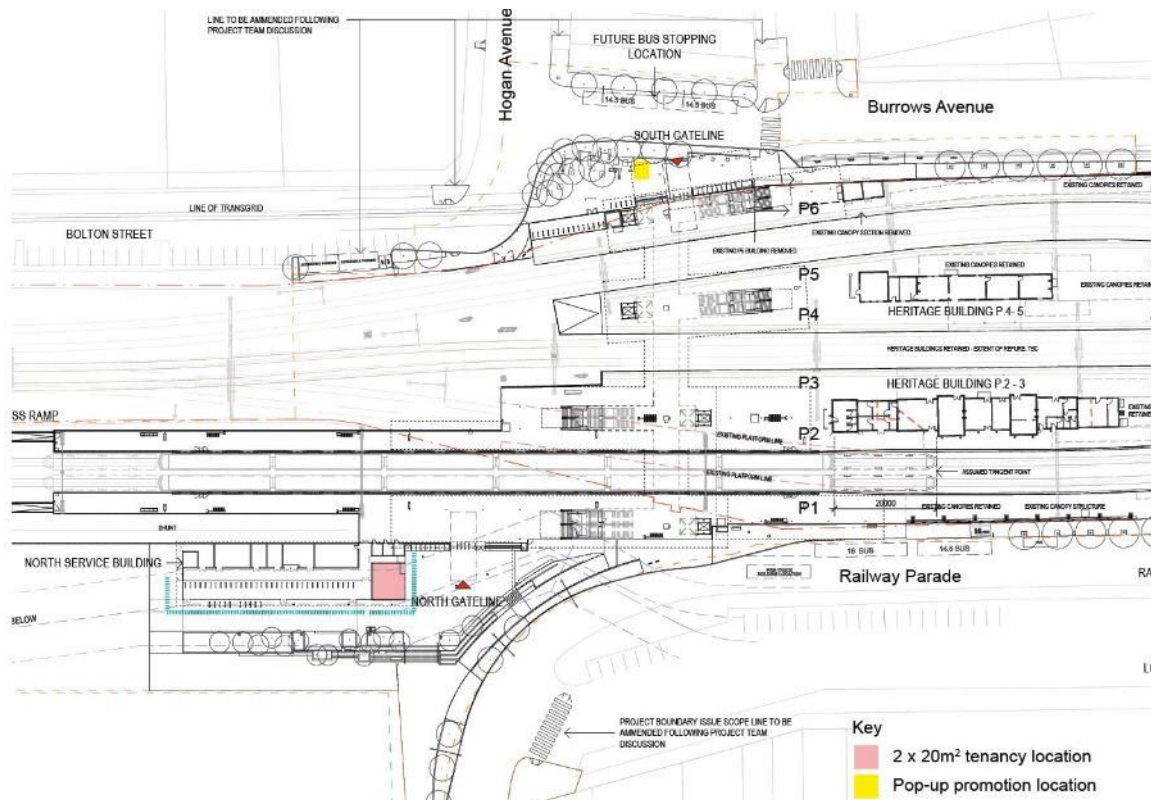 LINE TO BE AMMENDED FOLLOWING
PROJECT TEAM DISCUSSION
Hogan Avenue
FUTURE BUS STOPPING
LOCATION
14.5 BUS
14.5 BUS
Burrows Avenue
SOUTH GATELINE
LINE OF TRANSGRID
BOLTON STREET
P6
EXISTING CANOPIES RETAINED
EXISTING CANOPY SECTION REMOVED
EXISTING P6 BUILDING REMOVED
P5
EXISTING CANOPIES RETAINED
EXISTING CANOPIES RETAINE
P4
HERITAGE BUILDING P.4- 5
HERITAGE BUILDINGS RETAINED - EXTENT OF REFURB. TBC
P3
HERITAGE BUILDING P.2 - 3
SS RAMP
EXISTING
RETAINE
P2
EXISTING PLATFORM LINE
EXISTING PLATFORM LINE
ASSUMED TANGENT POINT
20000
P1
EXISTING CANOPIES RETAINED
EXISTING CANOPY STRUCTURE
SHUNT
NORTH SERVICE BUILDING
18 BUS
14.5 BUS
Railway Parade
RA
NORTH GATELINE
BELOW
LO
PROJECT BOUNDARY ISSUE SCOPE LINE TO BE
AMMENDED FOLLOWING PROJECT TEAM
DISCUSSION
Key
2 x 20m² tenancy location
Pop-up promotion location